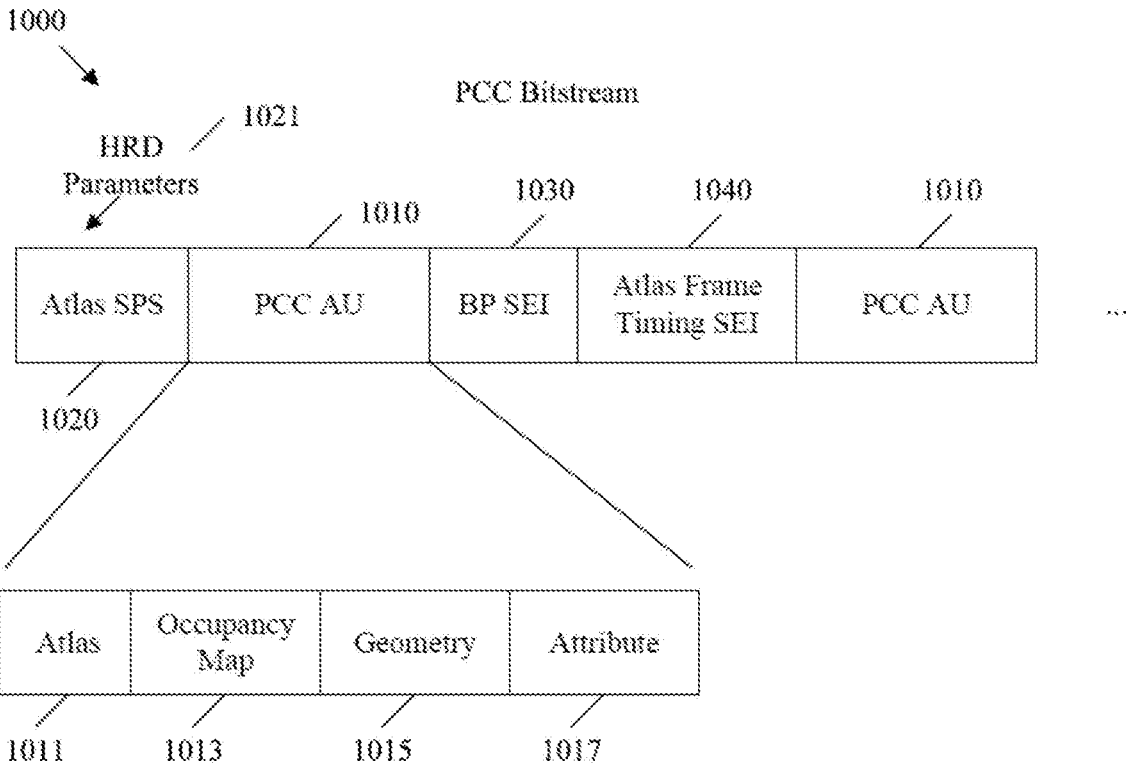 1000
PCC Bitstream
1021
HRD
Parameters
1010
1030
1040
1010
Atlas SPS
PCC AU
BP SEI
Atlas Frame
Timing SEI
PCC AU
...
1020
Atlas
Occupancy
Map
Geometry
Attribute
1011
1013
1015
1017